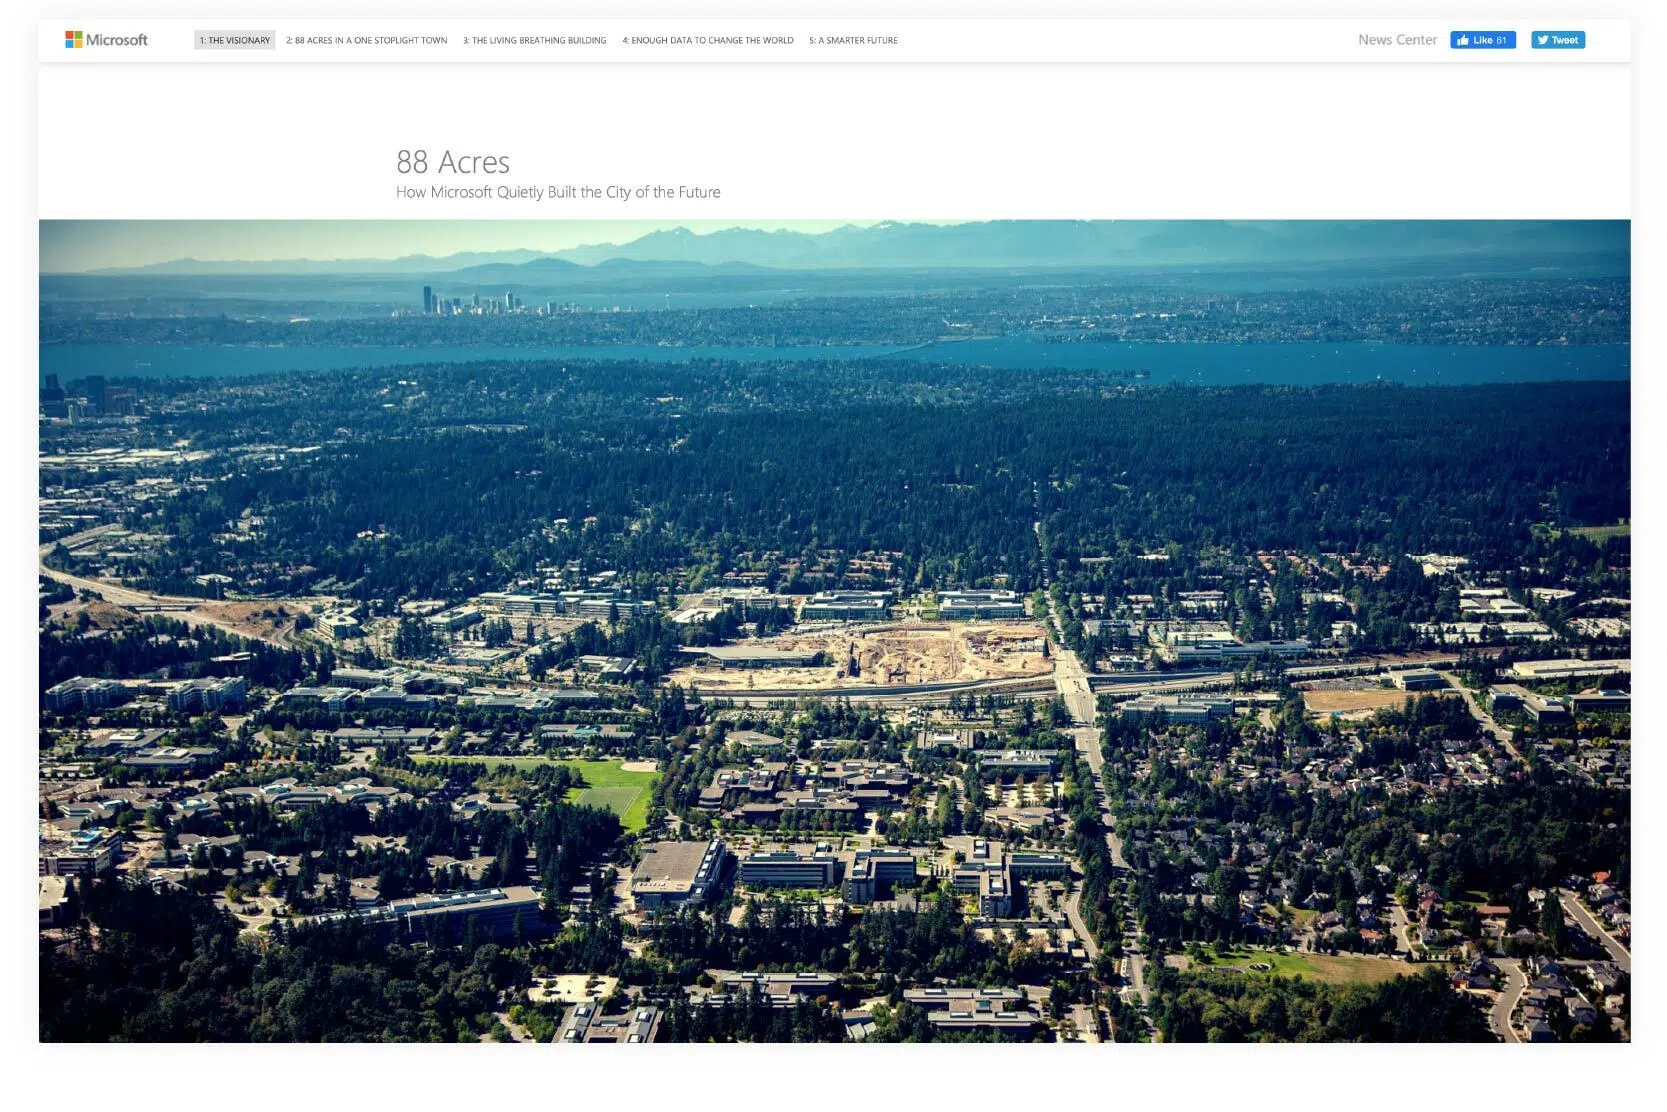 Microsoft
1: THE VISIONARY 2: 88 ACRES IN A ONE STOPLIGHT TOWN 3: THE LIVING BREATHING BUILDING 4: ENOUGH DATA TO CHANGE THE WORLD 5: A SMARTER FUTURE
News Center Like 61 Tweet
88 Acres
How Microsoft Quietly Built the City of the Future